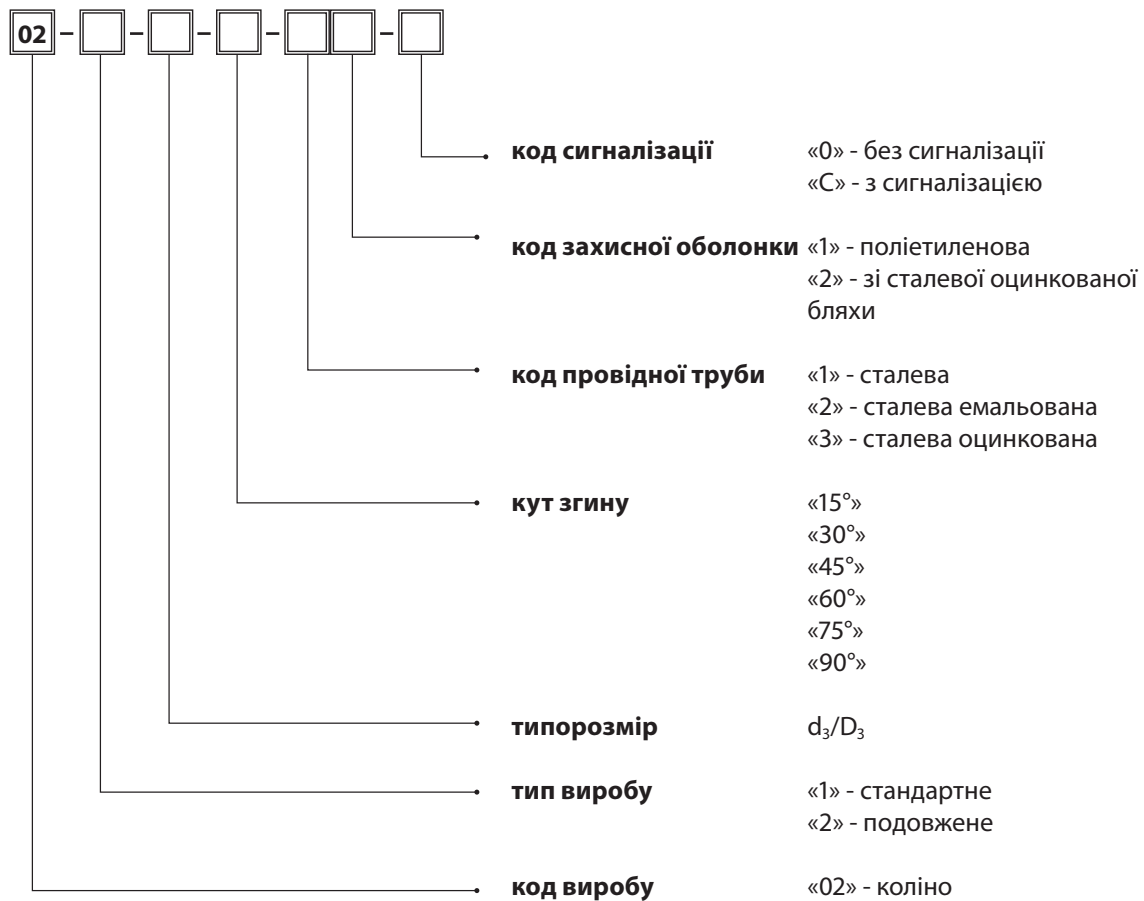 02 – – – – –
код сигналізації «0» - без сигналізації
«С» - з сигналізацією
код захисної оболонки «1» - поліетиленова
«2» - зі сталевої оцинкованої
бляхи
код провідної труби «1» - сталева
«2» - сталева емальована
«3» - сталева оцинкована
кут згину «15°»
«30°»
«45°»
«60°»
«75°»
«90°»
типорозмір d₃/D₃
тип виробу «1» - стандартне
«2» - подовжене
код виробу «02» - коліно